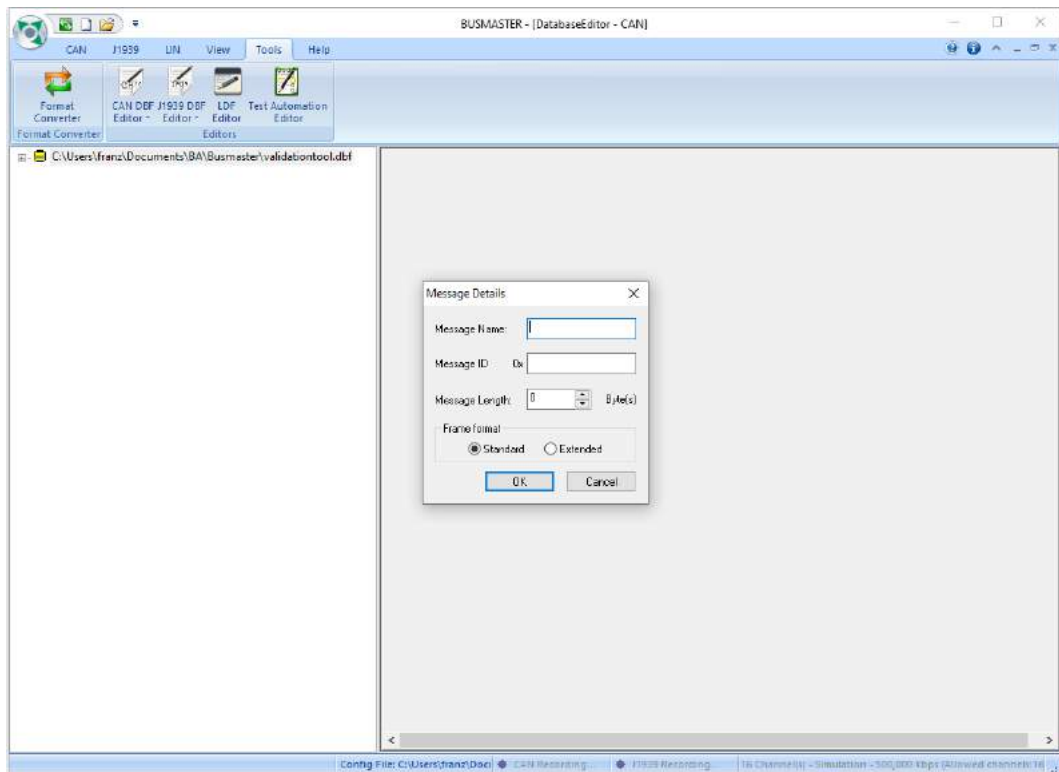 BUSMASTER - [DatabaseEditor - CAN]
CAN J1939 LIN View Tools Help
Format Converter
CAN DBF Editor
J1939 DBF Editor
LDF Editor
Test Automation Editor
Format Converter
Editors
C:\Users\franz\Documents\BA\Busmaster\validationtool.dbf
Message Details
Message Name:
Message ID 0x
Message Length: 0 Byte(s)
Frame format
Standard Extended
OK Cancel
Config File: C:\Users\franz\Doc CAN Recording... J1939 Recording... 16 Channel(s) - Simulation - 500,000 kbps (Allowed channels:16